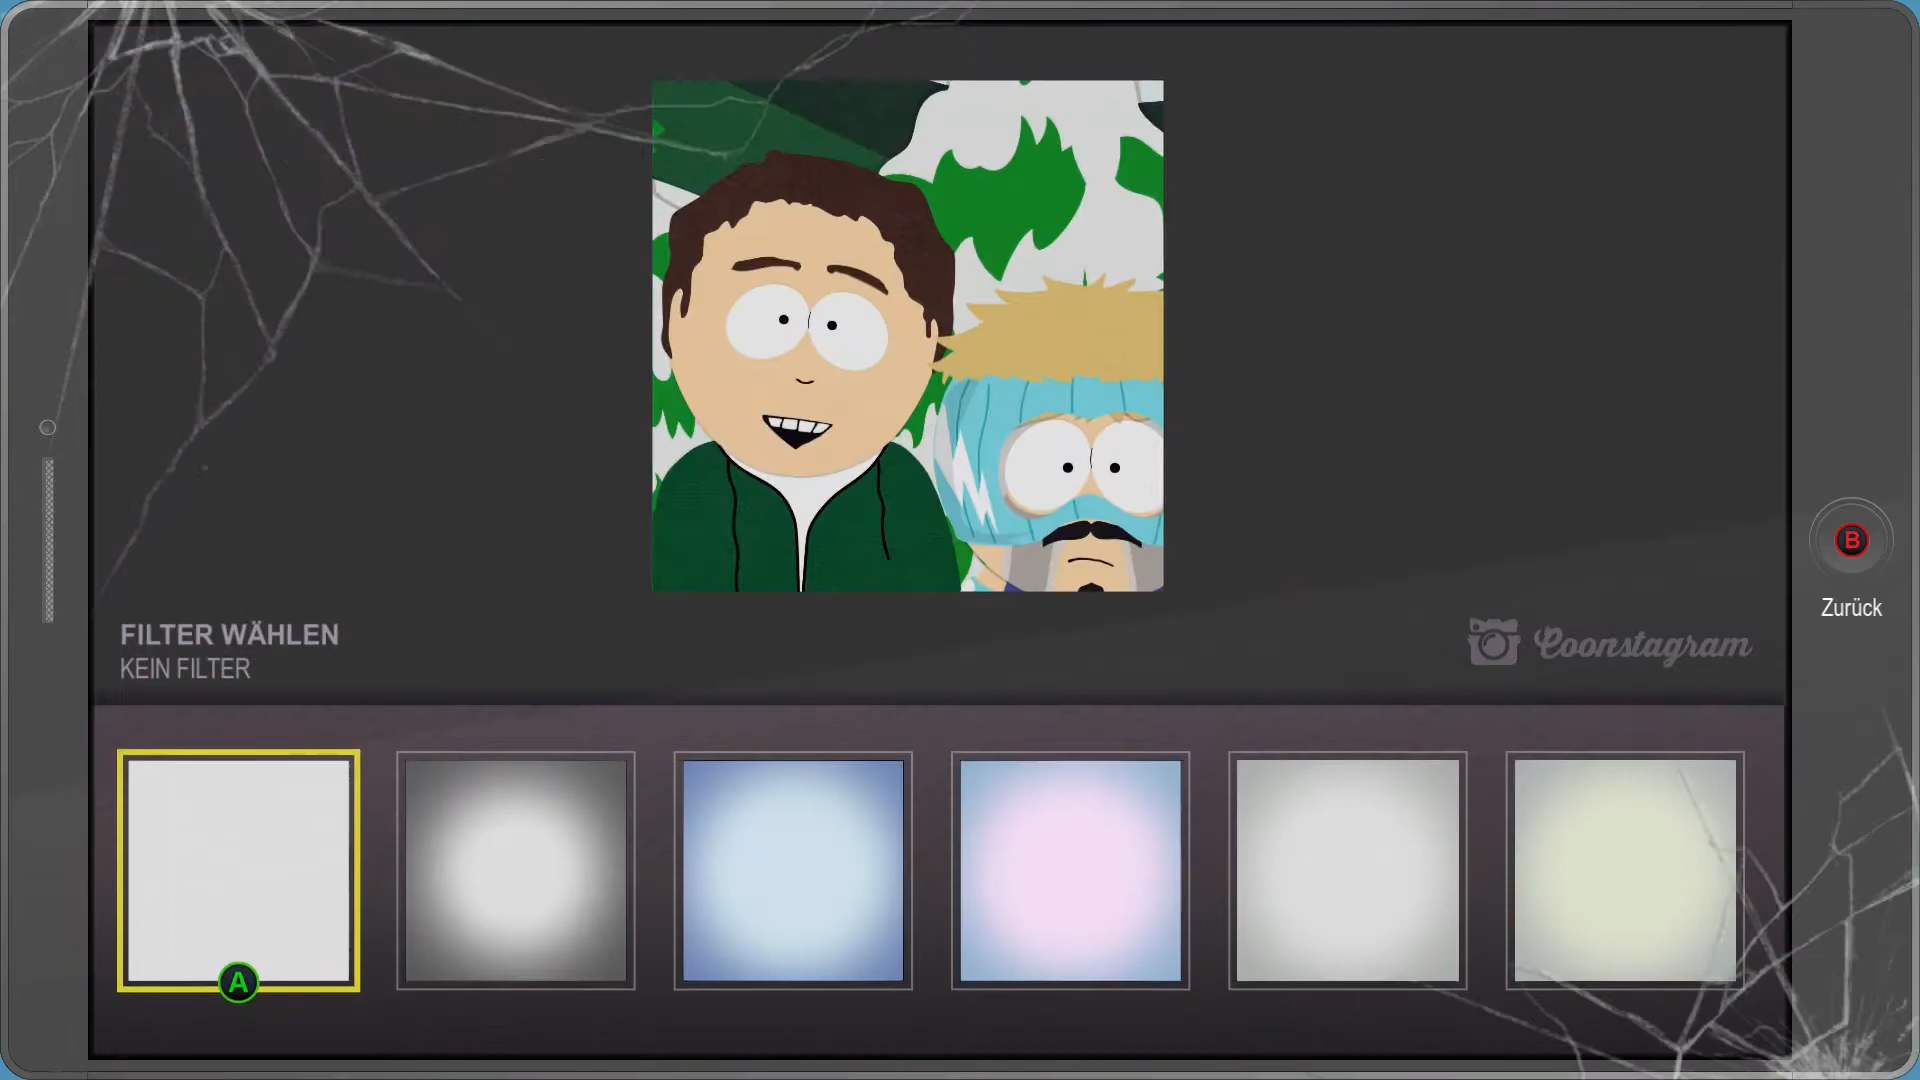 B
Zurück
FILTER WÄHLEN
KEIN FILTER
Coonstagram
A